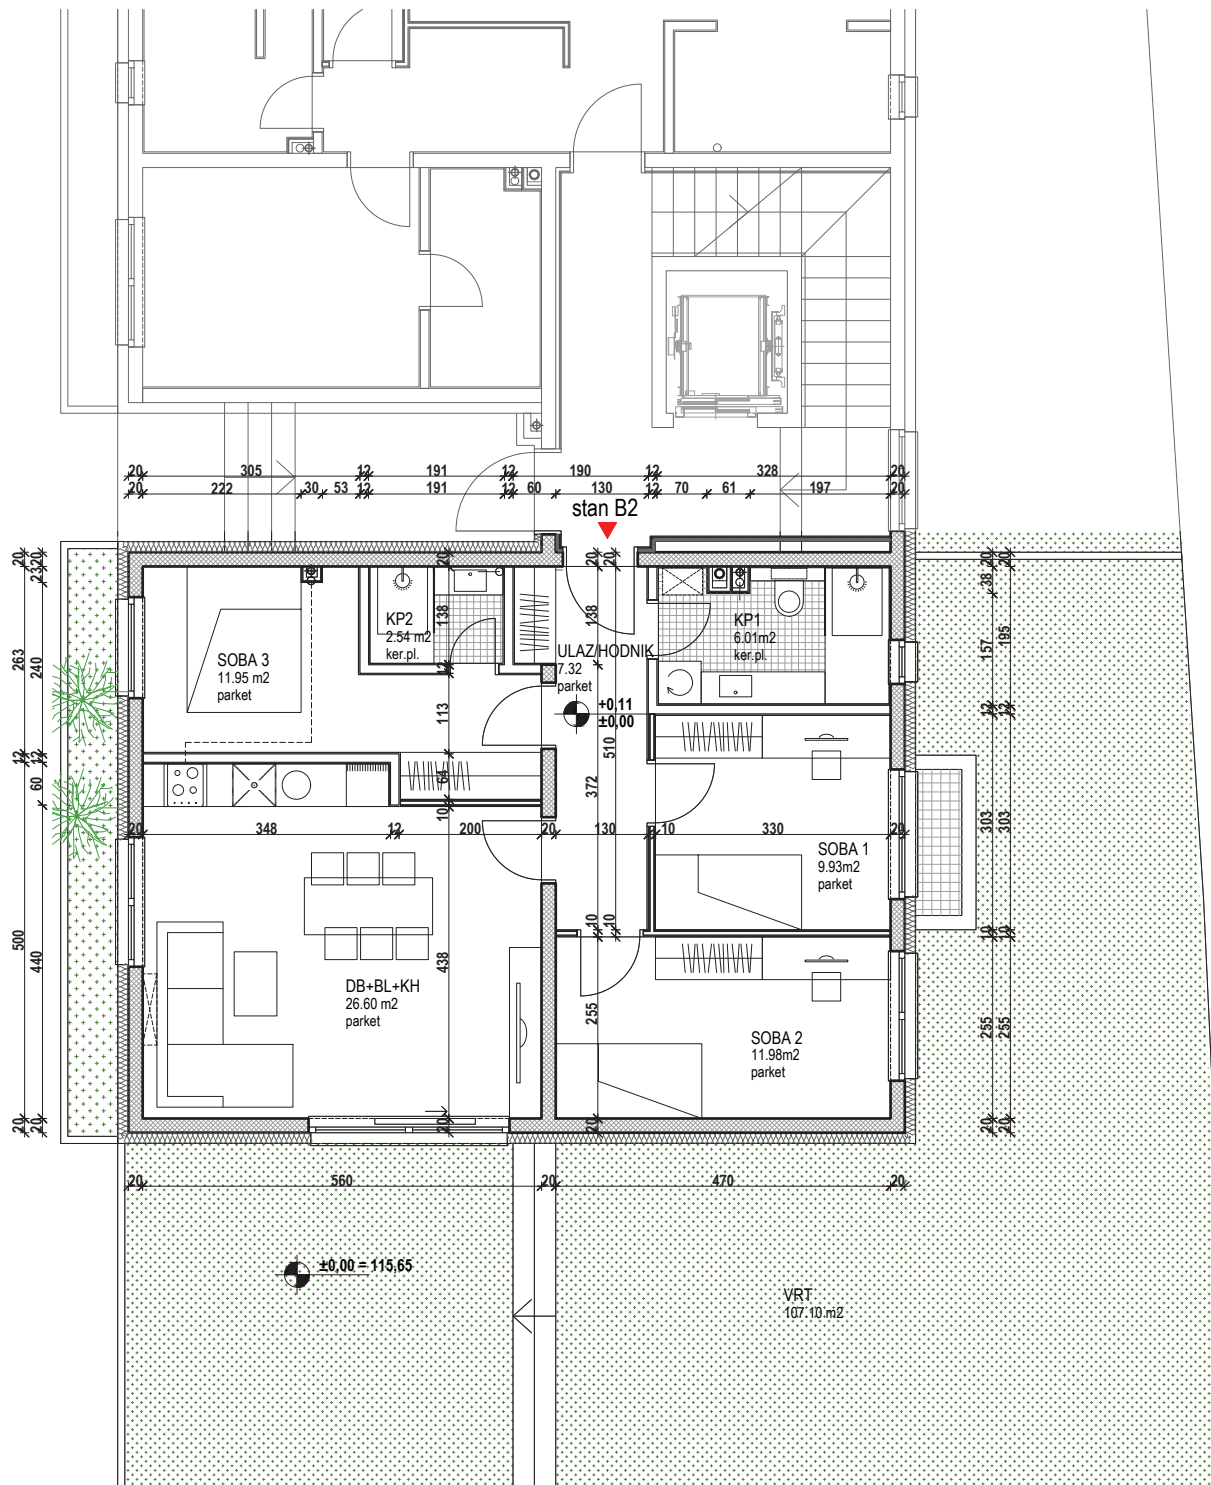 20 305 12 191 12 190 12 328 20
20 222 30 53 12 191 12 60 130 12 70 61 197 20
stan B2
20
23
20
263
240
12
12
60
500
440
20
20
20
20
20
20
20
38
157
195
12
12
303
303
10
10
255
255
20
20
138
138
KP2
2.54 m2
ker.pl.
KP1
6.01m2
ker.pl.
SOBA 3
11.95 m2
parket
ULAZ/HODNIK
7.32
parket
12
+0,11
±0,00
113
510
64
372
10
20 348 12 200 20 130 10 330 20
SOBA 1
9.93m2
parket
10
10
438
DB+BL+KH
26.60 m2
parket
255
SOBA 2
11.98m2
parket
20
20
20 560 20 470 20
±0,00 = 115,65
VRT
107.10 m2